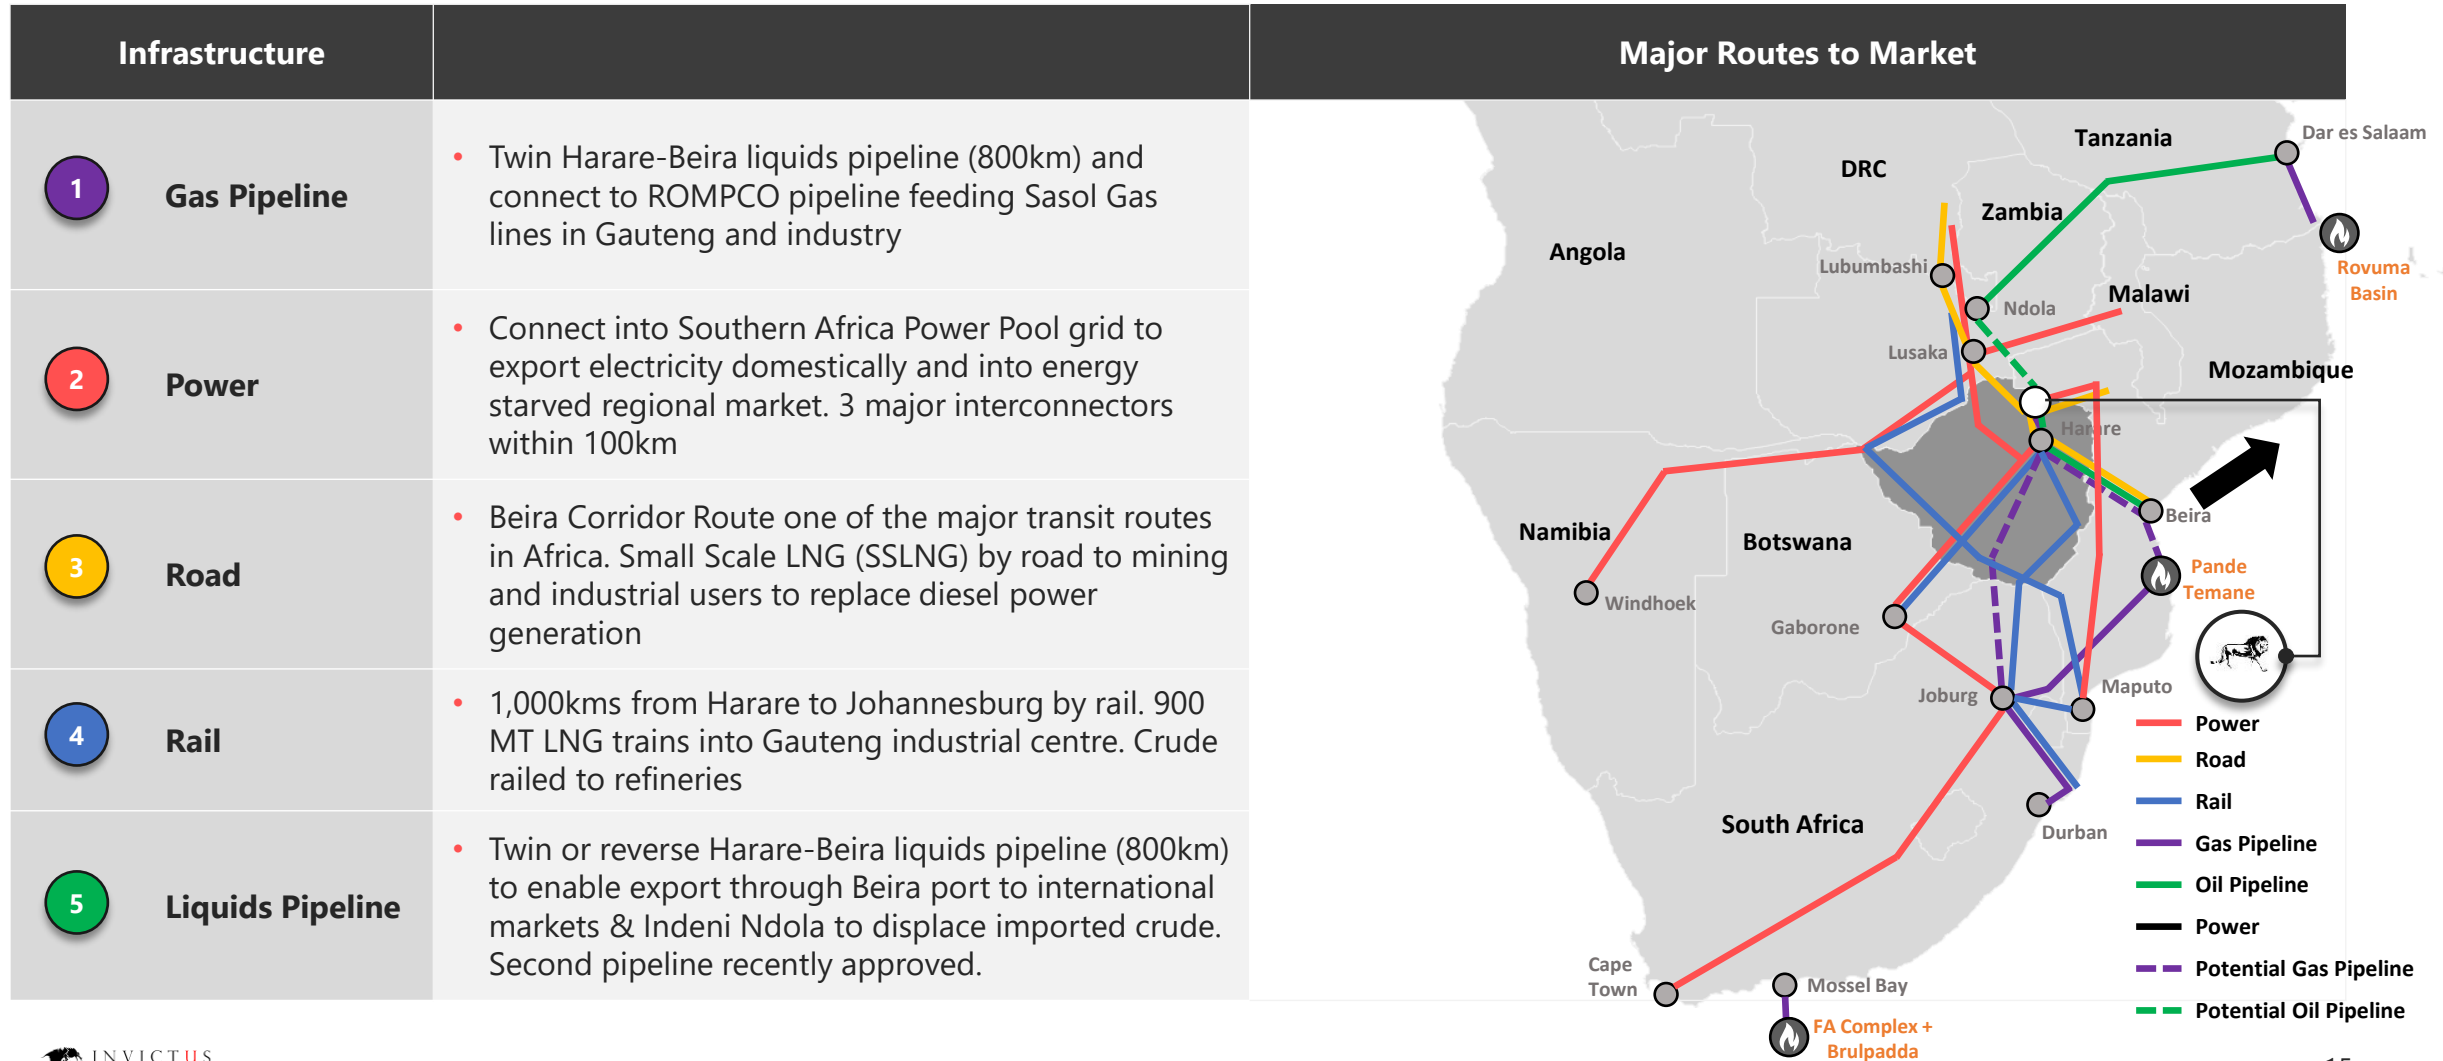 Infrastructure
Major Routes to Market
1
Gas Pipeline
• Twin Harare-Beira liquids pipeline (800km) and
connect to ROMPCO pipeline feeding Sasol Gas
lines in Gauteng and industry
2
Power
• Connect into Southern Africa Power Pool grid to
export electricity domestically and into energy
starved regional market. 3 major interconnectors
within 100km
3
Road
• Beira Corridor Route one of the major transit routes
in Africa. Small Scale LNG (SSLNG) by road to mining
and industrial users to replace diesel power
generation
4
Rail
• 1,000kms from Harare to Johannesburg by rail. 900
MT LNG trains into Gauteng industrial centre. Crude
railed to refineries
5
Liquids Pipeline
• Twin or reverse Harare-Beira liquids pipeline (800km)
to enable export through Beira port to international
markets & Indeni Ndola to displace imported crude.
Second pipeline recently approved.
Dar es Salaam
Tanzania
DRC
Zambia
Angola
Lubumbashi
Rovuma
Basin
Malawi
Ndola
Lusaka
Mozambique
Harare
Beira
Namibia
Botswana
Pande
Temane
Windhoek
Gaborone
Joburg
Maputo
South Africa
Durban
Cape
Town
Mossel Bay
FA Complex +
Brulpadda
Power
Road
Rail
Gas Pipeline
Oil Pipeline
Power
Potential Gas Pipeline
Potential Oil Pipeline
INVICTUS
15